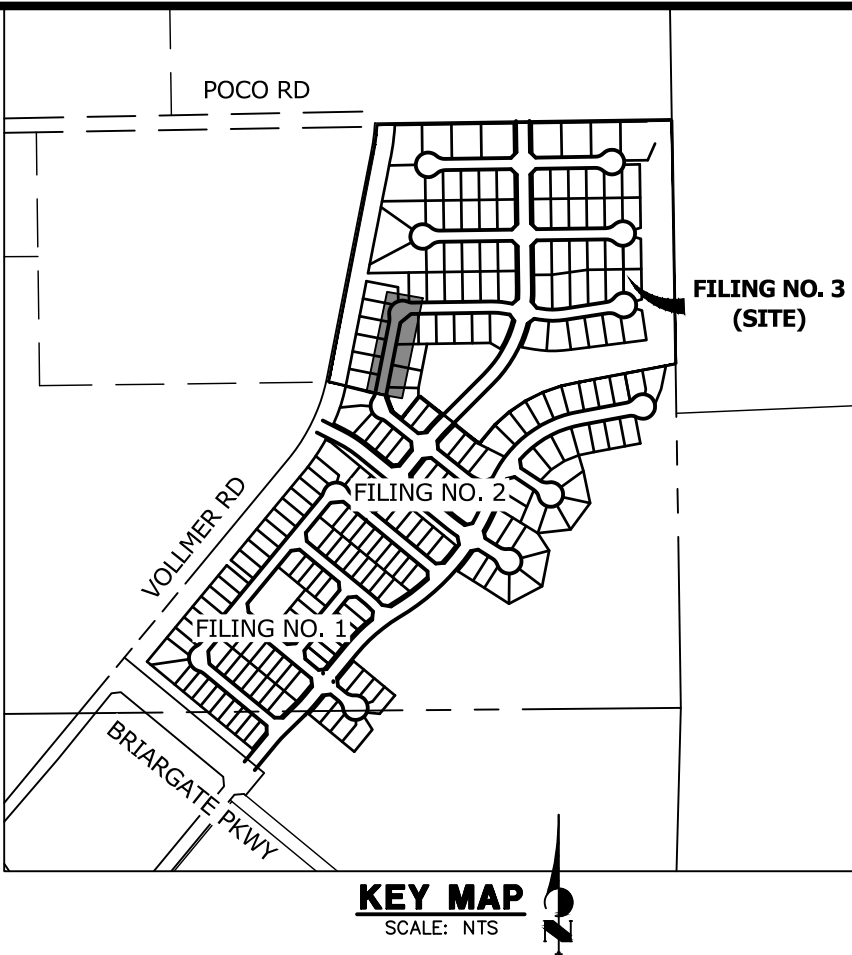 POCO RD
FILING NO. 3
(SITE)
FILING NO. 2
VOLLMER RD
FILING NO. 1
BRIARGATE PKWY
KEY MAP
SCALE: NTS
N